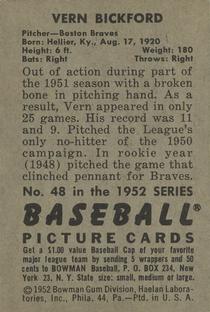 VERN BICKFORD
Pitcher—Boston Braves
Born: Hellier, Ky., Aug. 17, 1920
Height: 6 ft. Weight: 180
Bats: Right Throws: Right
Out of action during part
of the 1951 season with a broken
bone in pitching hand. As a
result, Vern appeared in only
25 games. His record was 11
and 9. Pitched the League's
only no-hitter of the 1950
campaign. In rookie year
(1948) pitched the game that
clinched pennant for Braves.
No. 48 in the 1952 SERIES
BASEBALL®
PICTURE CARDS
Get a $1.00 value Baseball Cap of your favorite
major league team by sending 5 wrappers and 50
cents to BOWMAN Baseball, P. O. BOX 234, New
York 23, N. Y. State size: small, medium or large.
©1952 Bowman Gum Division, Haelan Labora-
tories, Inc., Phila. 44, Pa.—Ptd. in U. S. A.